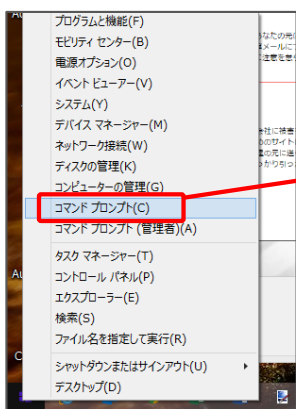 プログラムと機能(F)
モビリティ センター(B)
電源オプション(O)
イベント ビューアー(V)
システム(Y)
デバイス マネージャー(M)
ネットワーク接続(W)
ディスクの管理(K)
コンピューターの管理(G)
コマンド プロンプト(C)
コマンド プロンプト (管理者)(A)
タスク マネージャー(T)
コントロール パネル(P)
エクスプローラー(E)
検索(S)
ファイル名を指定して実行(R)
シャットダウンまたはサインアウト(U)
デスクトップ(D)